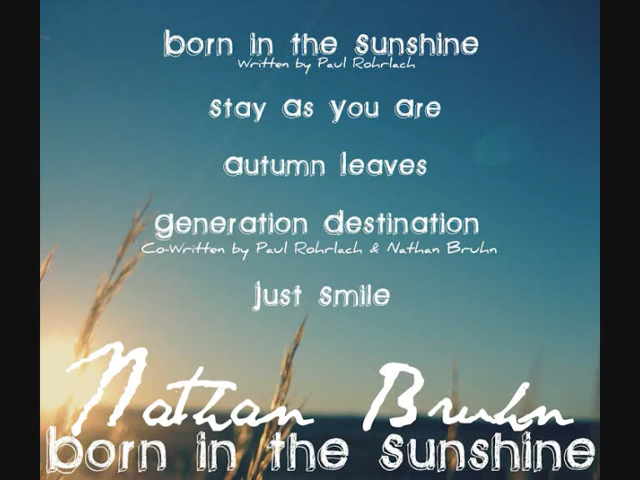 born in the sunshine
Written by Paul Rohrlach
stay as you are
autumn leaves
generation destination
Co-Written by Paul Rohrlach & Nathan Bruhn
just smile
Nathan Bruhn
born in the sunshine